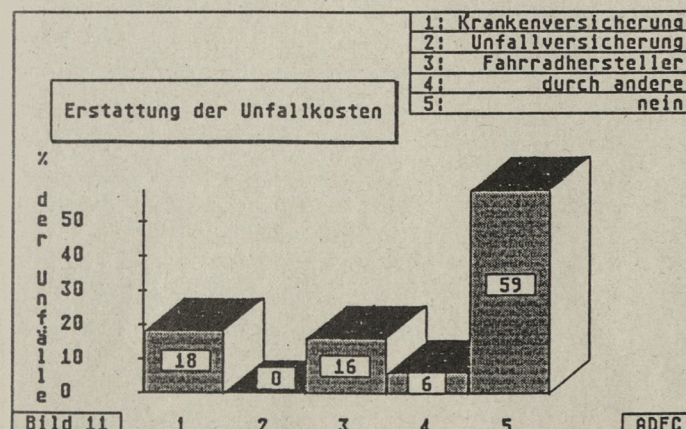 1: Krankenversicherung
2: Unfallversicherung
3: Fahrradhersteller
4: durch andere
5: nein
Erstattung der Unfallkosten
% der Unfälle
50
40
30
20
10
0
18
0
16
6
59
1 2 3 4 5
Bild 11
ADFC